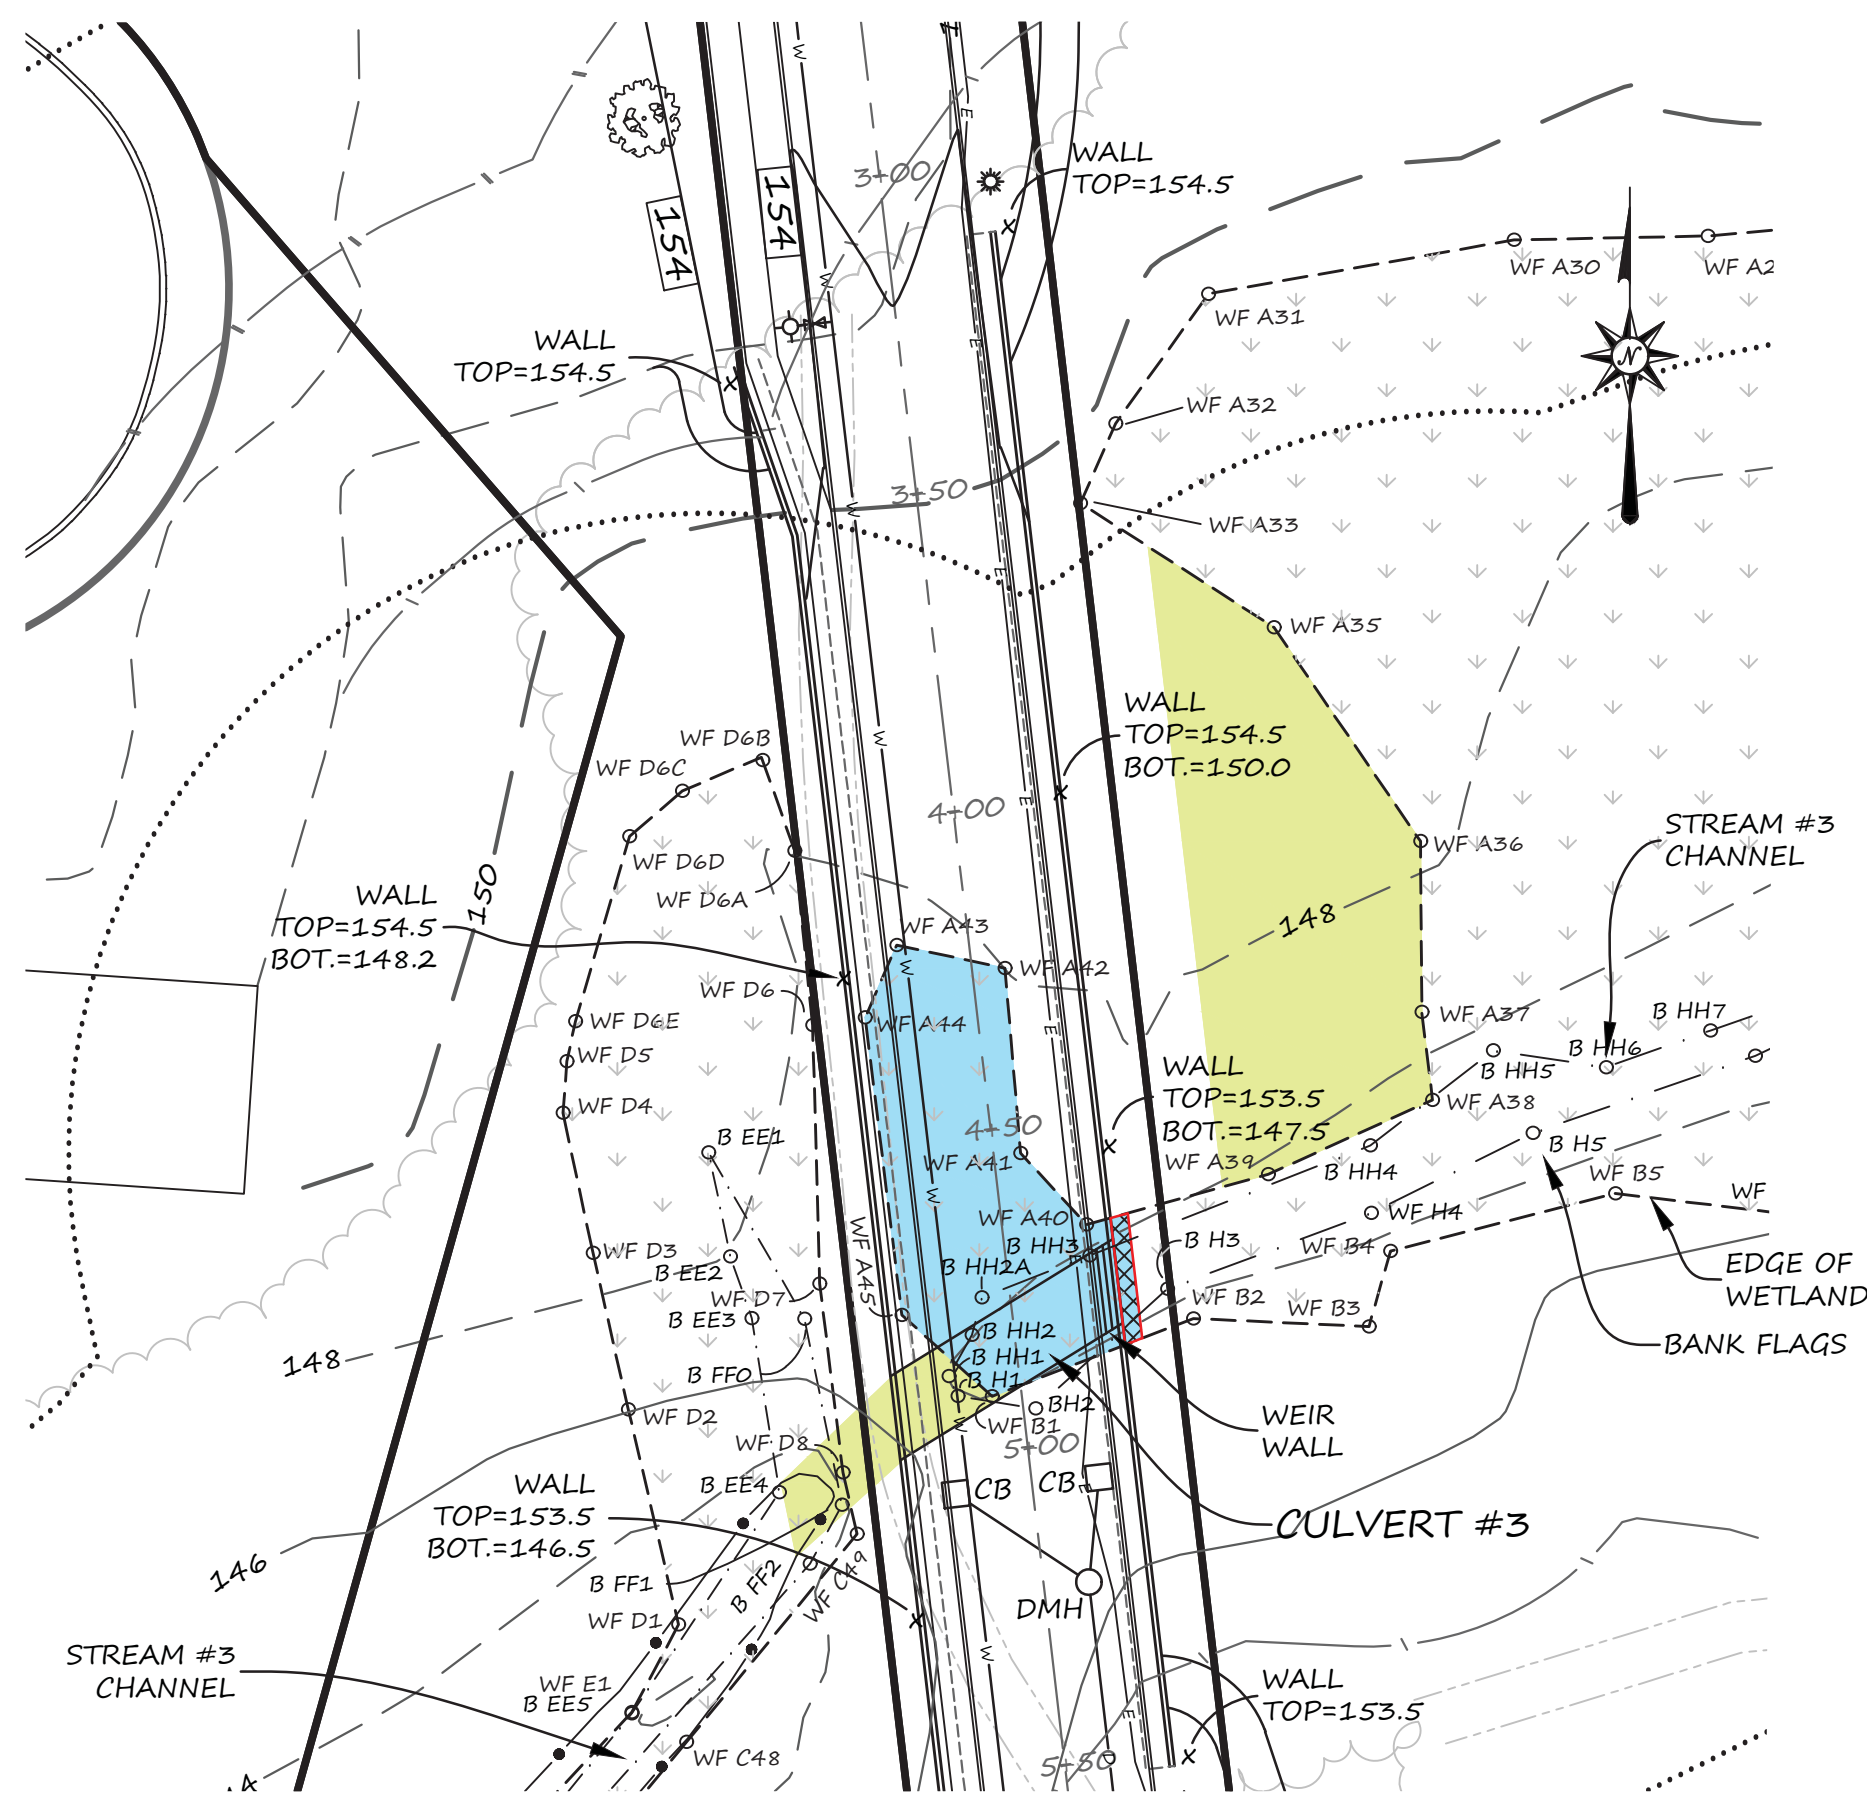 3+00
WALL
TOP=154.5
154
154
N
WF A30
WF A2
WF A31
WALL
TOP=154.5
WF A32
3+50
WF A33
WF A35
WALL
TOP=154.5
BOT.=150.0
WF D6B
WF D6C
4+00
STREAM #3
CHANNEL
WF A36
WF D6D
WF D6A
150
WALL
TOP=154.5
BOT.=148.2
148
WF A43
WF A42
WF D6
WF A44
WF D6E
WF D5
WF A37
B HH7
B HH6
B HH5
WALL
TOP=153.5
BOT.=147.5
WF D4
WF A38
4+50
B EE1
WF A41
WF A39
B HH4
B H5
WF B5
WF
WF A40
WF H4
B HH3
B H3
WF B4
WF D3
B EE2
B HH2A
WF A45
EDGE OF
WETLAND
WF D7
B EE3
WF B2
WF B3
B HH2
B HH1
BANK FLAGS
148
B FF0
B H1
BH2
WF B1
WF D2
WF D8
5+00
WEIR
WALL
B EE4
CB
CB
WALL
TOP=153.5
BOT.=146.5
CULVERT #3
146
B FF1
B FF2
WF C49
WF D1
DMH
STREAM #3
CHANNEL
WF E1
B EE5
WALL
TOP=153.5
WF C48
5+50
W
W
W
W
W
W
W
W
E
E
E
E
E
E
D